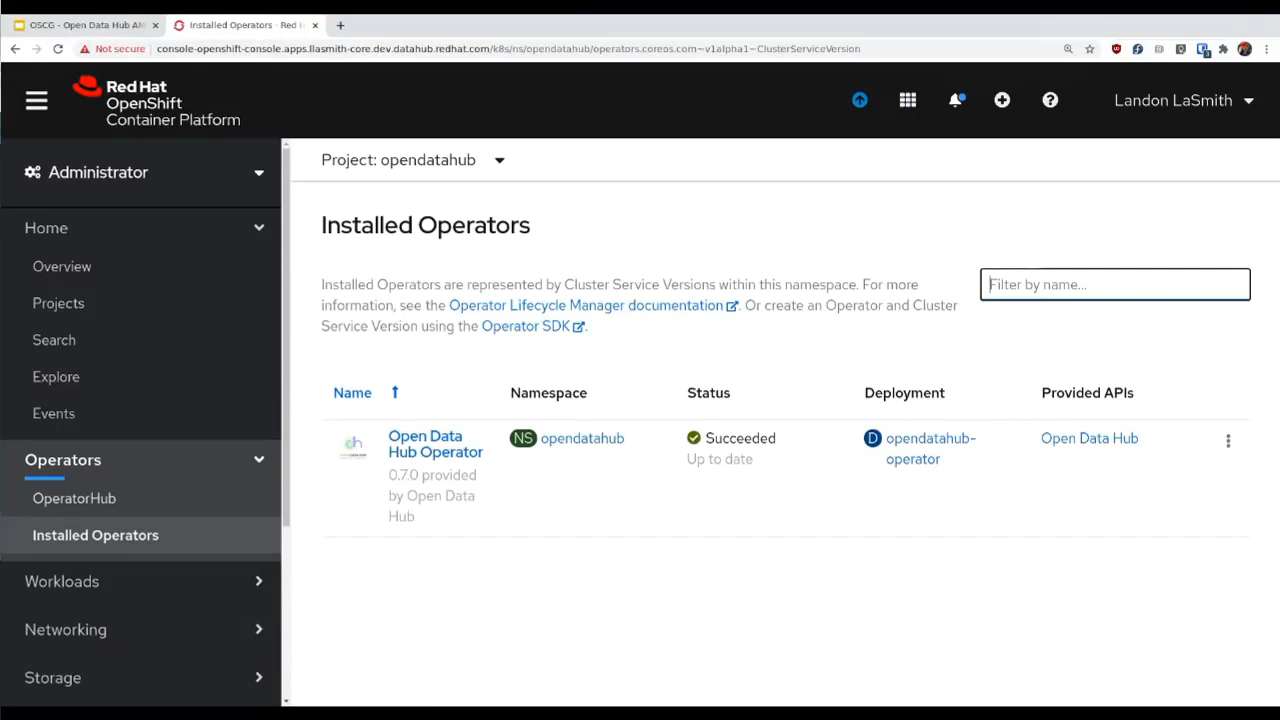 OSCG - Open Data Hub AN
Installed Operators - Red H
Not secure
console-openshift-console.apps.llasmith-core.dev.datahub.redhat.com/k8s/ns/opendatahub/operators.coreos.com~v1alpha1~ClusterServiceVersion
Red Hat
OpenShift
Container Platform
Landon LaSmith
Administrator
Home
Overview
Projects
Search
Explore
Events
Operators
OperatorHub
Installed Operators
Workloads
Networking
Storage
Project: opendatahub
Installed Operators
Installed Operators are represented by Cluster Service Versions within this namespace. For more
information, see the Operator Lifecycle Manager documentation. Or create an Operator and Cluster
Service Version using the Operator SDK.
Filter by name...
Name Namespace Status Deployment Provided APIs
Open Data
Hub Operator
0.7.0 provided
by Open Data
Hub
NS opendatahub
Succeeded
Up to date
D opendatahub-
operator
Open Data Hub